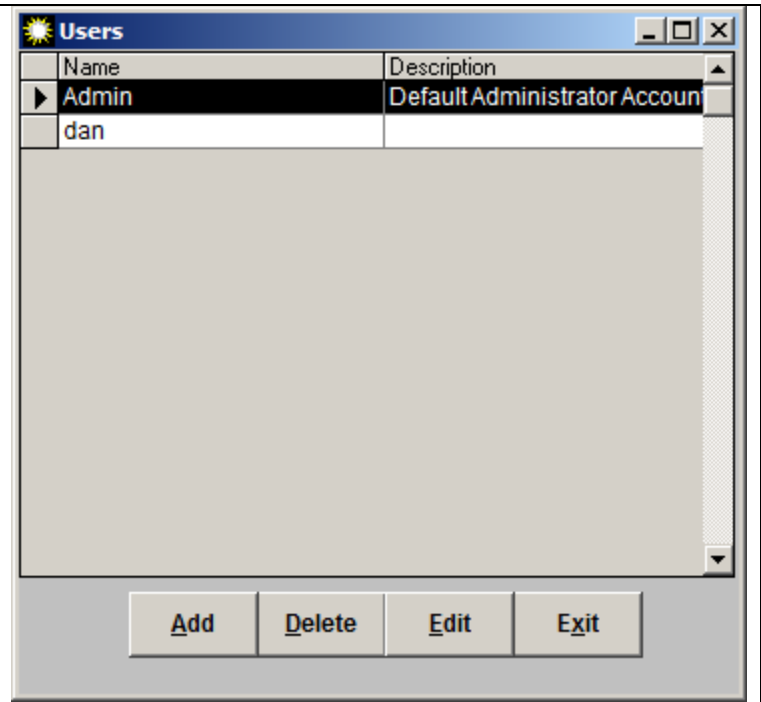 Users
Name Description
Admin Default Administrator Accoun
dan
Add Delete Edit Exit